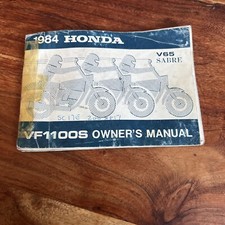 1984 HONDA
V65
SABRE
VF1100S OWNER'S MANUAL